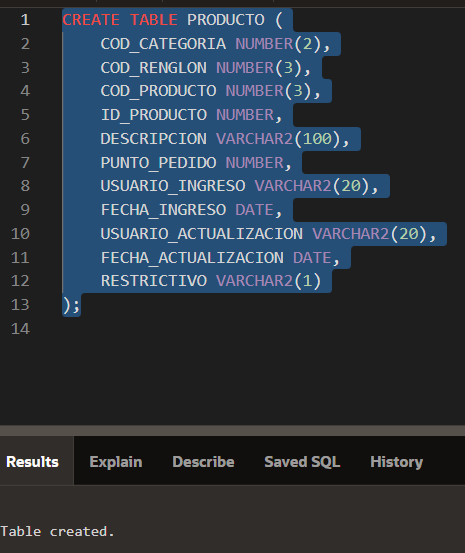 1 CREATE TABLE PRODUCTO (
2 COD_CATEGORIA NUMBER(2),
3 COD_RENGLON NUMBER(3),
4 COD_PRODUCTO NUMBER(3),
5 ID_PRODUCTO NUMBER,
6 DESCRIPCION VARCHAR2(100),
7 PUNTO_PEDIDO NUMBER,
8 USUARIO_INGRESO VARCHAR2(20),
9 FECHA_INGRESO DATE,
10 USUARIO_ACTUALIZACION VARCHAR2(20),
11 FECHA_ACTUALIZACION DATE,
12 RESTRICTIVO VARCHAR2(1)
13 );
14
Results Explain Describe Saved SQL History
Table created.